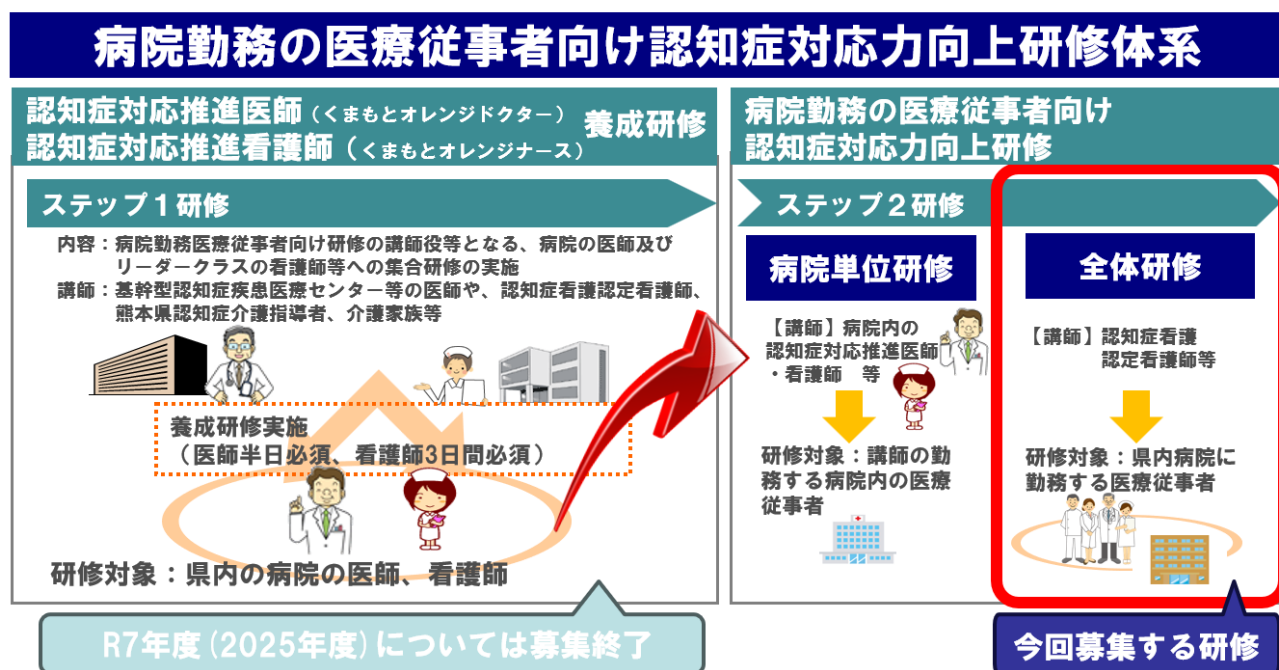 病院勤務の医療従事者向け認知症対応力向上研修体系
認知症対応推進医師（くまもとオレンジドクター）
認知症対応推進看護師（くまもとオレンジナース）
養成研修
ステップ１研修
内容：病院勤務医療従事者向け研修の講師役等となる、病院の医師及び
リーダークラスの看護師等への集合研修の実施
講師：基幹型認知症疾患医療センター等の医師や、認知症看護認定看護師、
熊本県認知症介護指導者、介護家族等
養成研修実施
（医師半日必須、看護師3日間必須）
研修対象：県内の病院の医師、看護師
R7年度(2025年度)については募集終了
病院勤務の医療従事者向け
認知症対応力向上研修
ステップ２研修
病院単位研修
【講師】病院内の
認知症対応推進医師
・看護師　等
研修対象：講師の勤
務する病院内の医療
従事者
全体研修
【講師】認知症看護
認定看護師等
研修対象：県内病院に
勤務する医療従事者
今回募集する研修